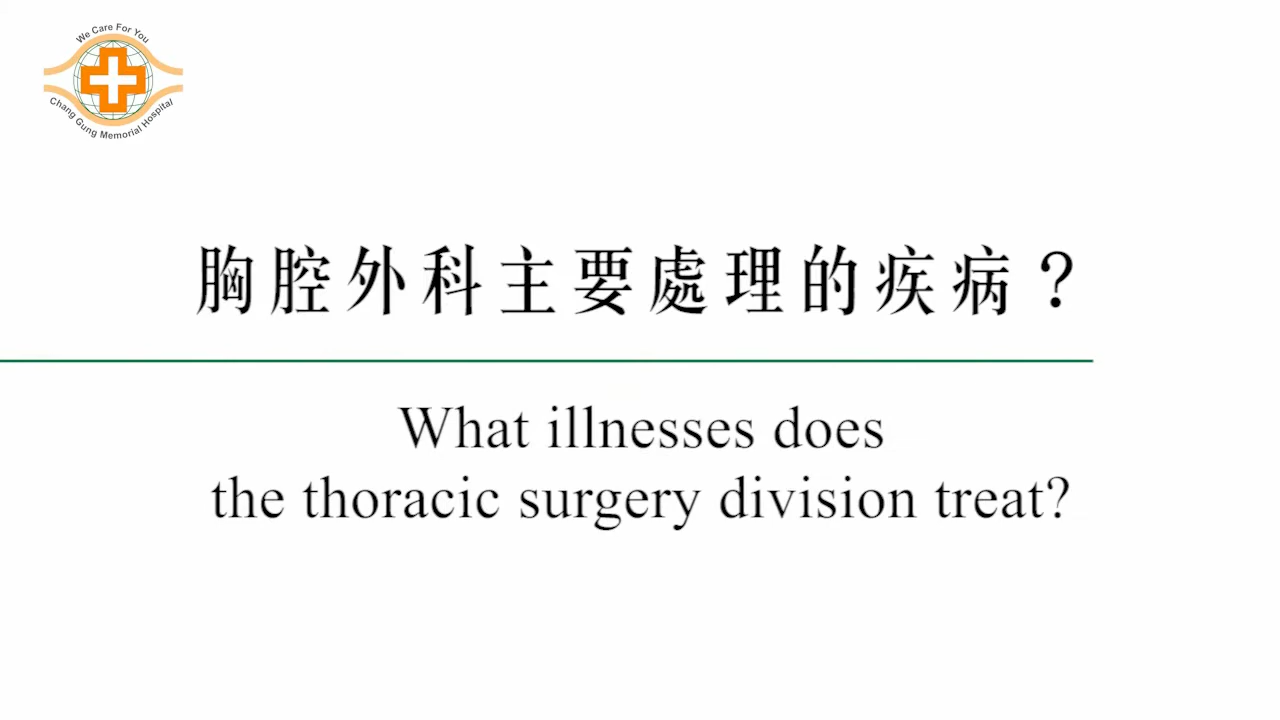 We Care For You
Chang Gung Memorial Hospital
胸腔外科主要處理的疾病？
What illnesses does
the thoracic surgery division treat?